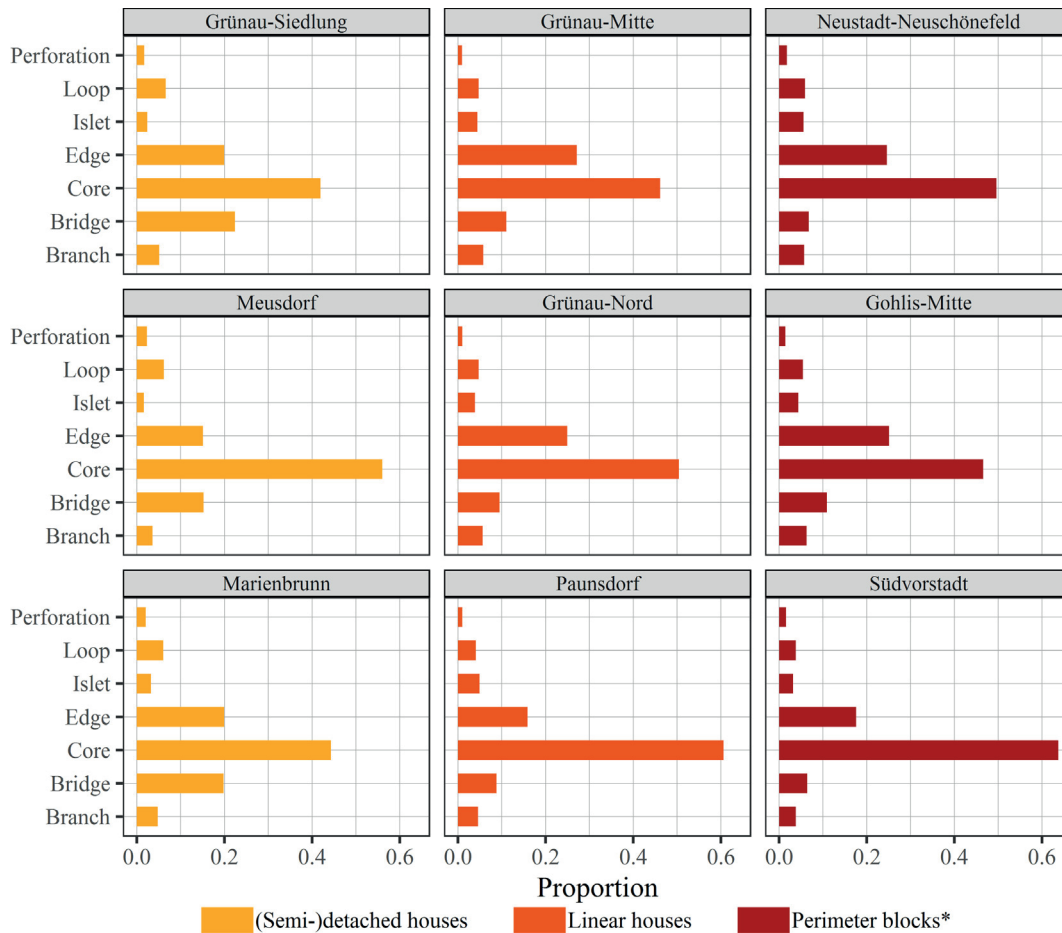 Grünau-Siedlung Grünau-Mitte Neustadt-Neuschönefeld
Perforation
Loop
Islet
Edge
Core
Bridge
Branch
Meusdorf Grünau-Nord Gohlis-Mitte
Perforation
Loop
Islet
Edge
Core
Bridge
Branch
Marienbrunn Paunsdorf Südvorstadt
Perforation
Loop
Islet
Edge
Core
Bridge
Branch
0.0 0.2 0.4 0.6 0.0 0.2 0.4 0.6 0.0 0.2 0.4 0.6
Proportion
(Semi-)detached houses Linear houses Perimeter blocks*